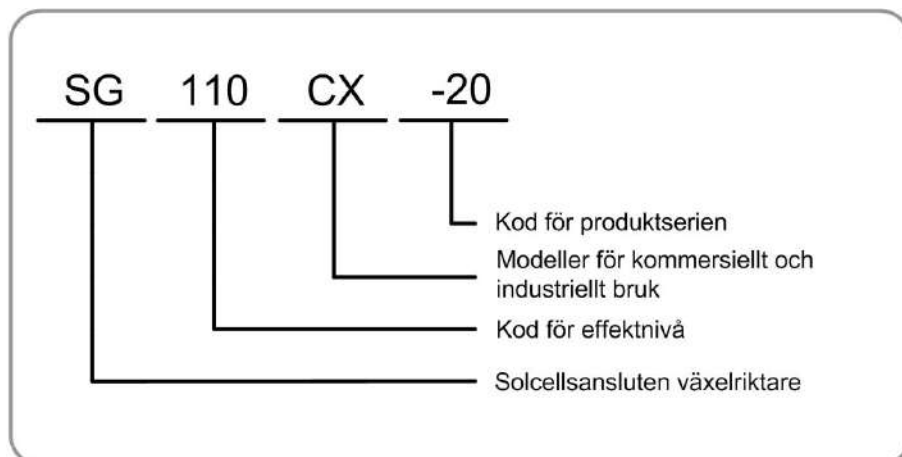 SG 110 CX -20
Kod för produktserien
Modeller för kommersiellt och
industriellt bruk
Kod för effektnivå
Solcellsansluten växelriktare